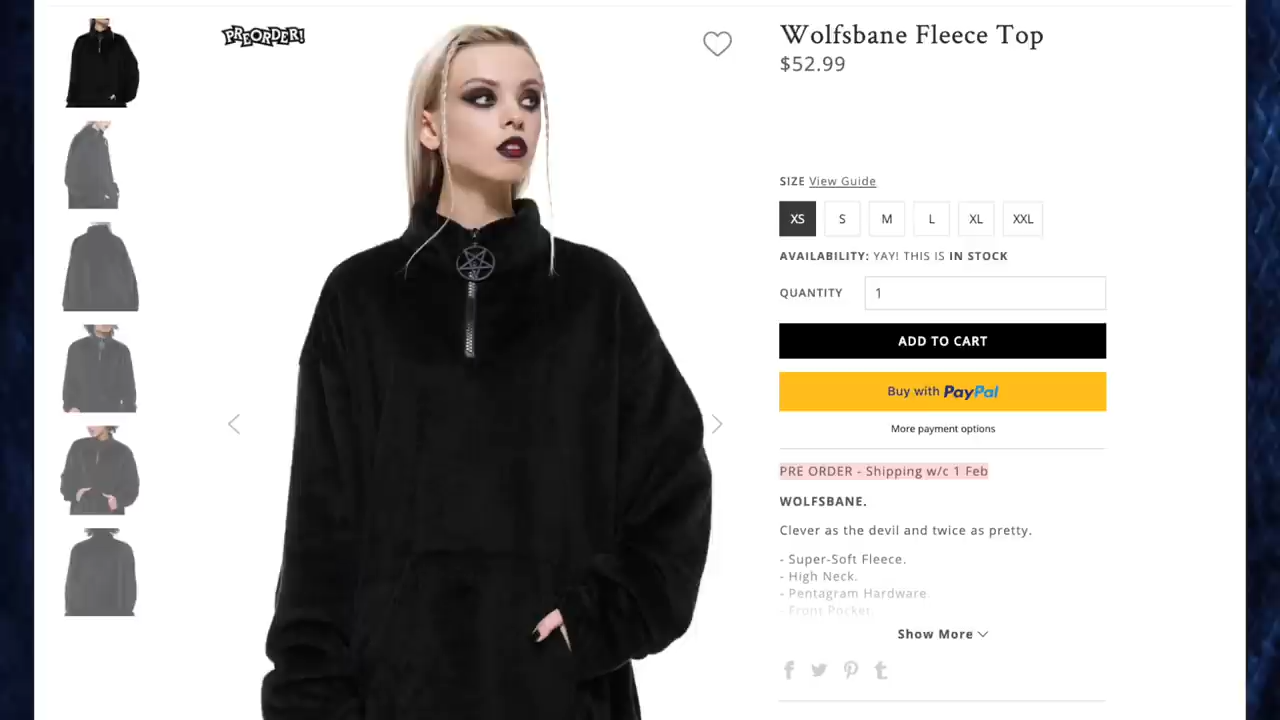 PREORDER!
Wolfsbane Fleece Top
$52.99
SIZE View Guide
XS S M L XL XXL
AVAILABILITY: YAY! THIS IS IN STOCK
QUANTITY 1
ADD TO CART
Buy with PayPal
More payment options
PRE ORDER - Shipping w/c 1 Feb
WOLFSBANE.
Clever as the devil and twice as pretty.
- Super-Soft Fleece.
- High Neck.
- Pentagram Hardware.
- Front Pocket.
Show More